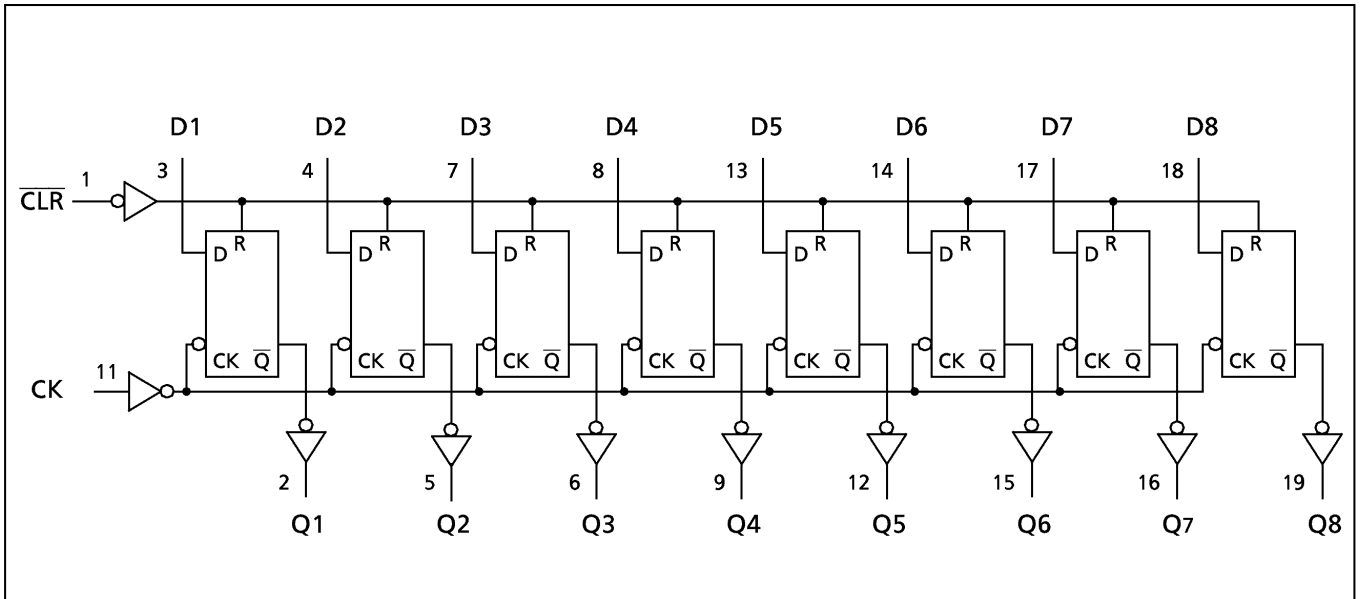 D1 D2 D3 D4 D5 D6 D7 D8
3 4 7 8 13 14 17 18
C̅L̅R̅ 1
R R R R R R R R
D D D D D D D D
CK Q̅ CK Q̅ CK Q̅ CK Q̅ CK Q̅ CK Q̅ CK Q̅ CK Q̅
CK 11
2 5 6 9 12 15 16 19
Q1 Q2 Q3 Q4 Q5 Q6 Q7 Q8